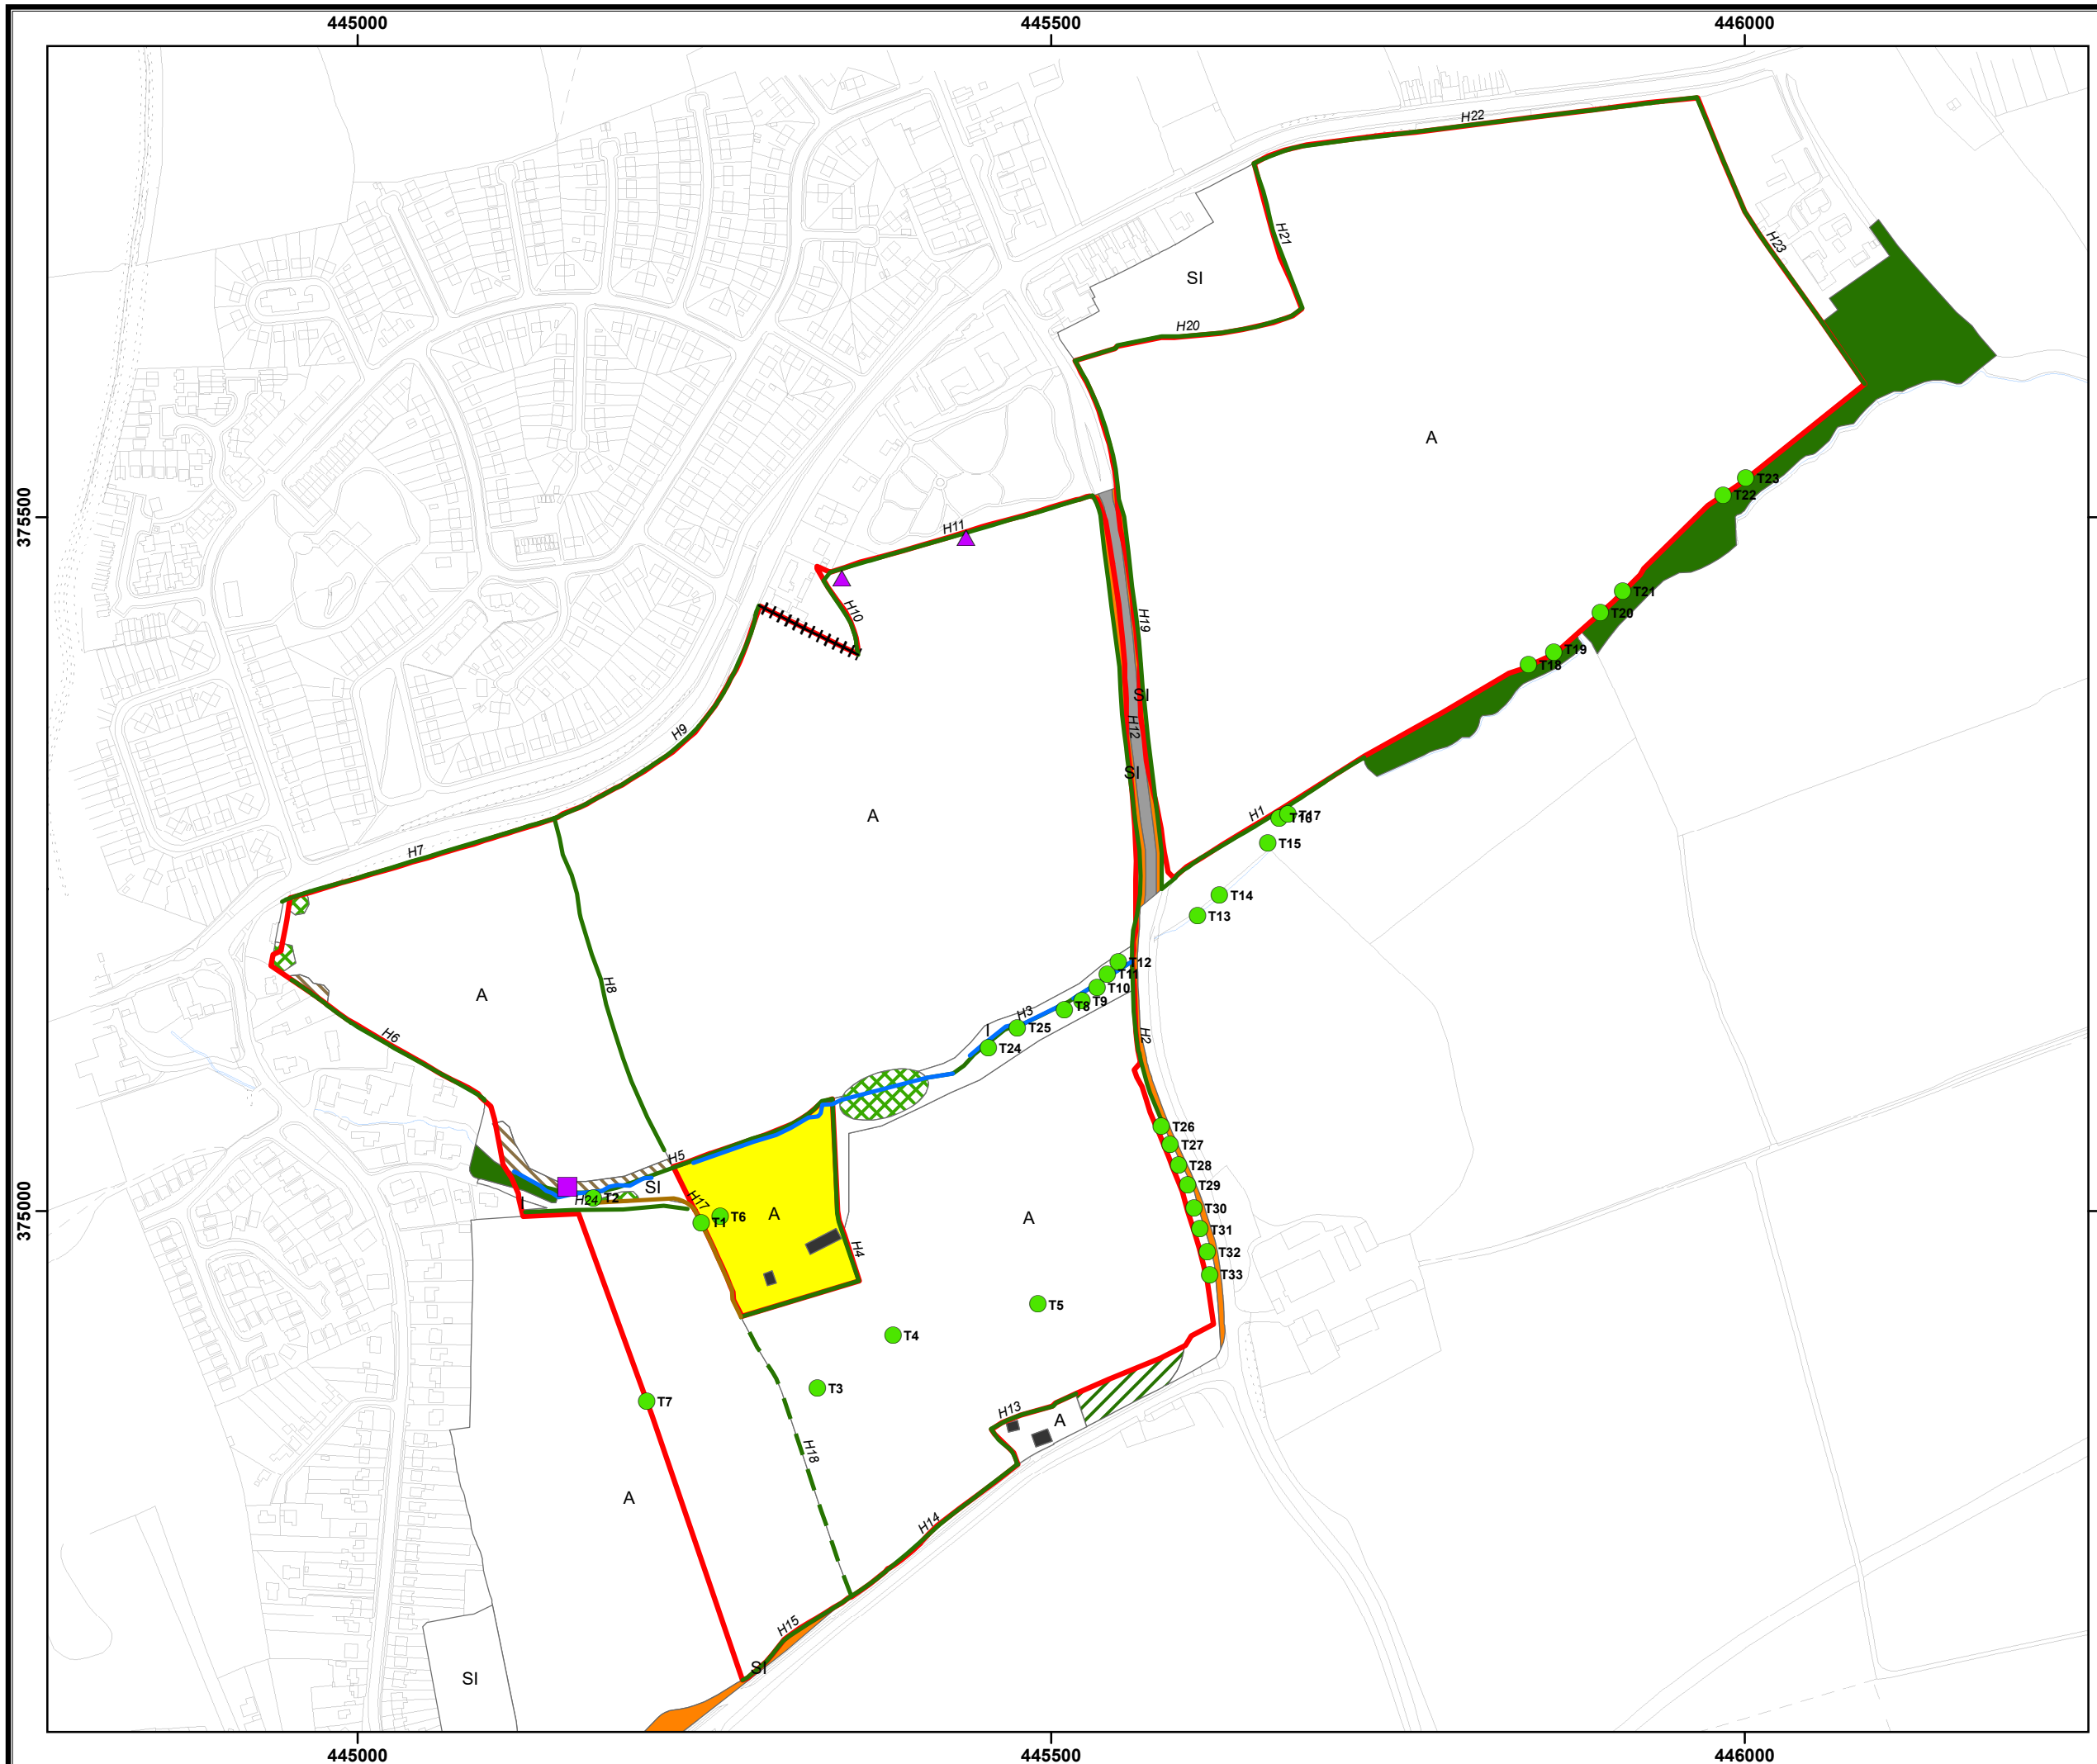 445000 445500 446000
H22
H21
H23
SI
H20
A
T23
T22
375500
H11
H10
T21
H19
T20
T19
T18
SI
H12
H9
SI
A
H1
T17
T16
T15
H7
T14
T13
T12
T11
H8
A
T10
T9
T8
H3
I
T25
H6
H2
T24
T26
T27
H5
T28
SI
T29
375000
I
H24
T2
H17
T6
T1
A
A
T30
T31
H4
T32
T33
T5
T4
T3
T7
H13
A
H18
A
H14
H15
SI
SI
445000 445500 446000